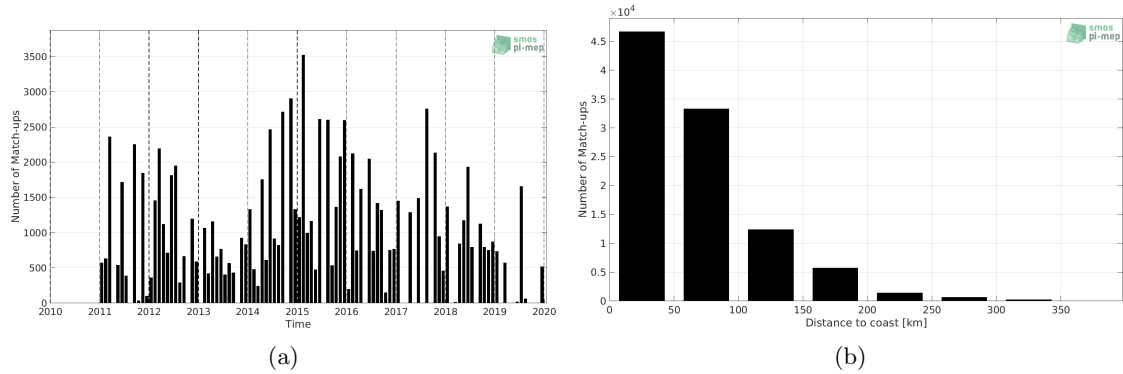 smos
pi-mep
Number of Match-ups
3500
3000
2500
2000
1500
1000
500
0
2010 2011 2012 2013 2014 2015 2016 2017 2018 2019 2020
Time
(a)
×10⁴
smos
pi-mep
Number of Match-ups
4.5
4
3.5
3
2.5
2
1.5
1
0.5
0
0 50 100 150 200 250 300 350
Distance to coast [km]
(b)